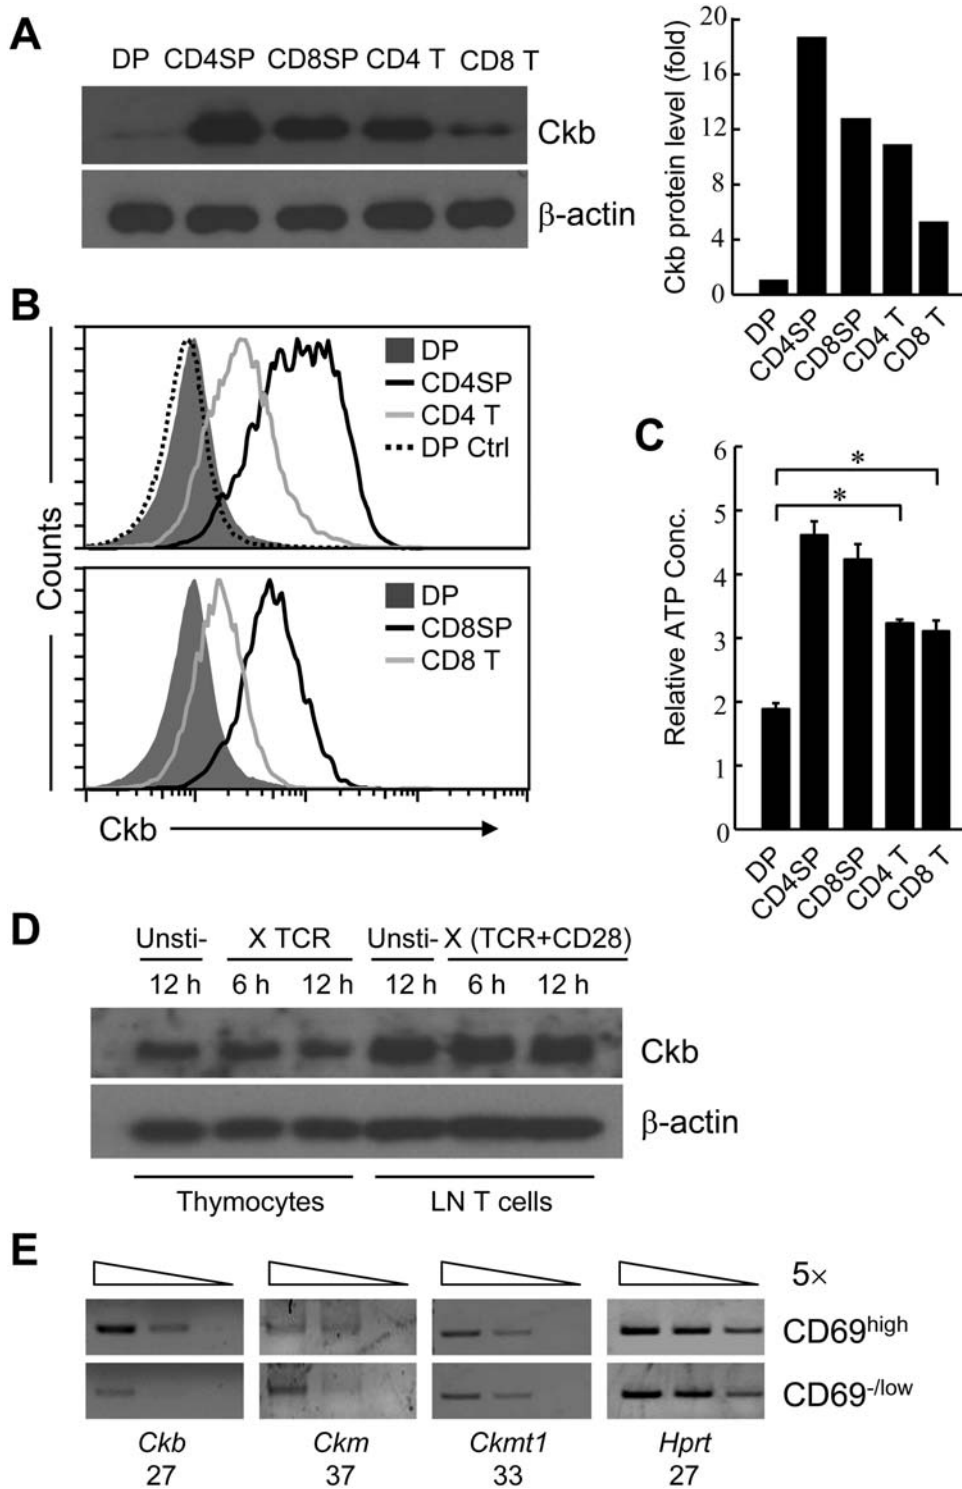 A
DP CD4SP CD8SP CD4 T CD8 T
Ckb
β-actin
Ckb protein level (fold)
20
16
12
8
4
0
DP
CD4SP
CD8SP
CD4 T
CD8 T
B
Counts
DP
CD4SP
CD4 T
DP Ctrl
DP
CD8SP
CD8 T
Ckb
C
Relative ATP Conc.
6
5
4
3
2
1
0
*
*
DP
CD4SP
CD8SP
CD4 T
CD8 T
D
Unsti- X TCR Unsti- X (TCR+CD28)
12 h 6 h 12 h 12 h 6 h 12 h
Ckb
β-actin
Thymocytes LN T cells
E
5×
CD69high
CD69-/low
Ckb Ckm Ckmt1 Hprt
27 37 33 27